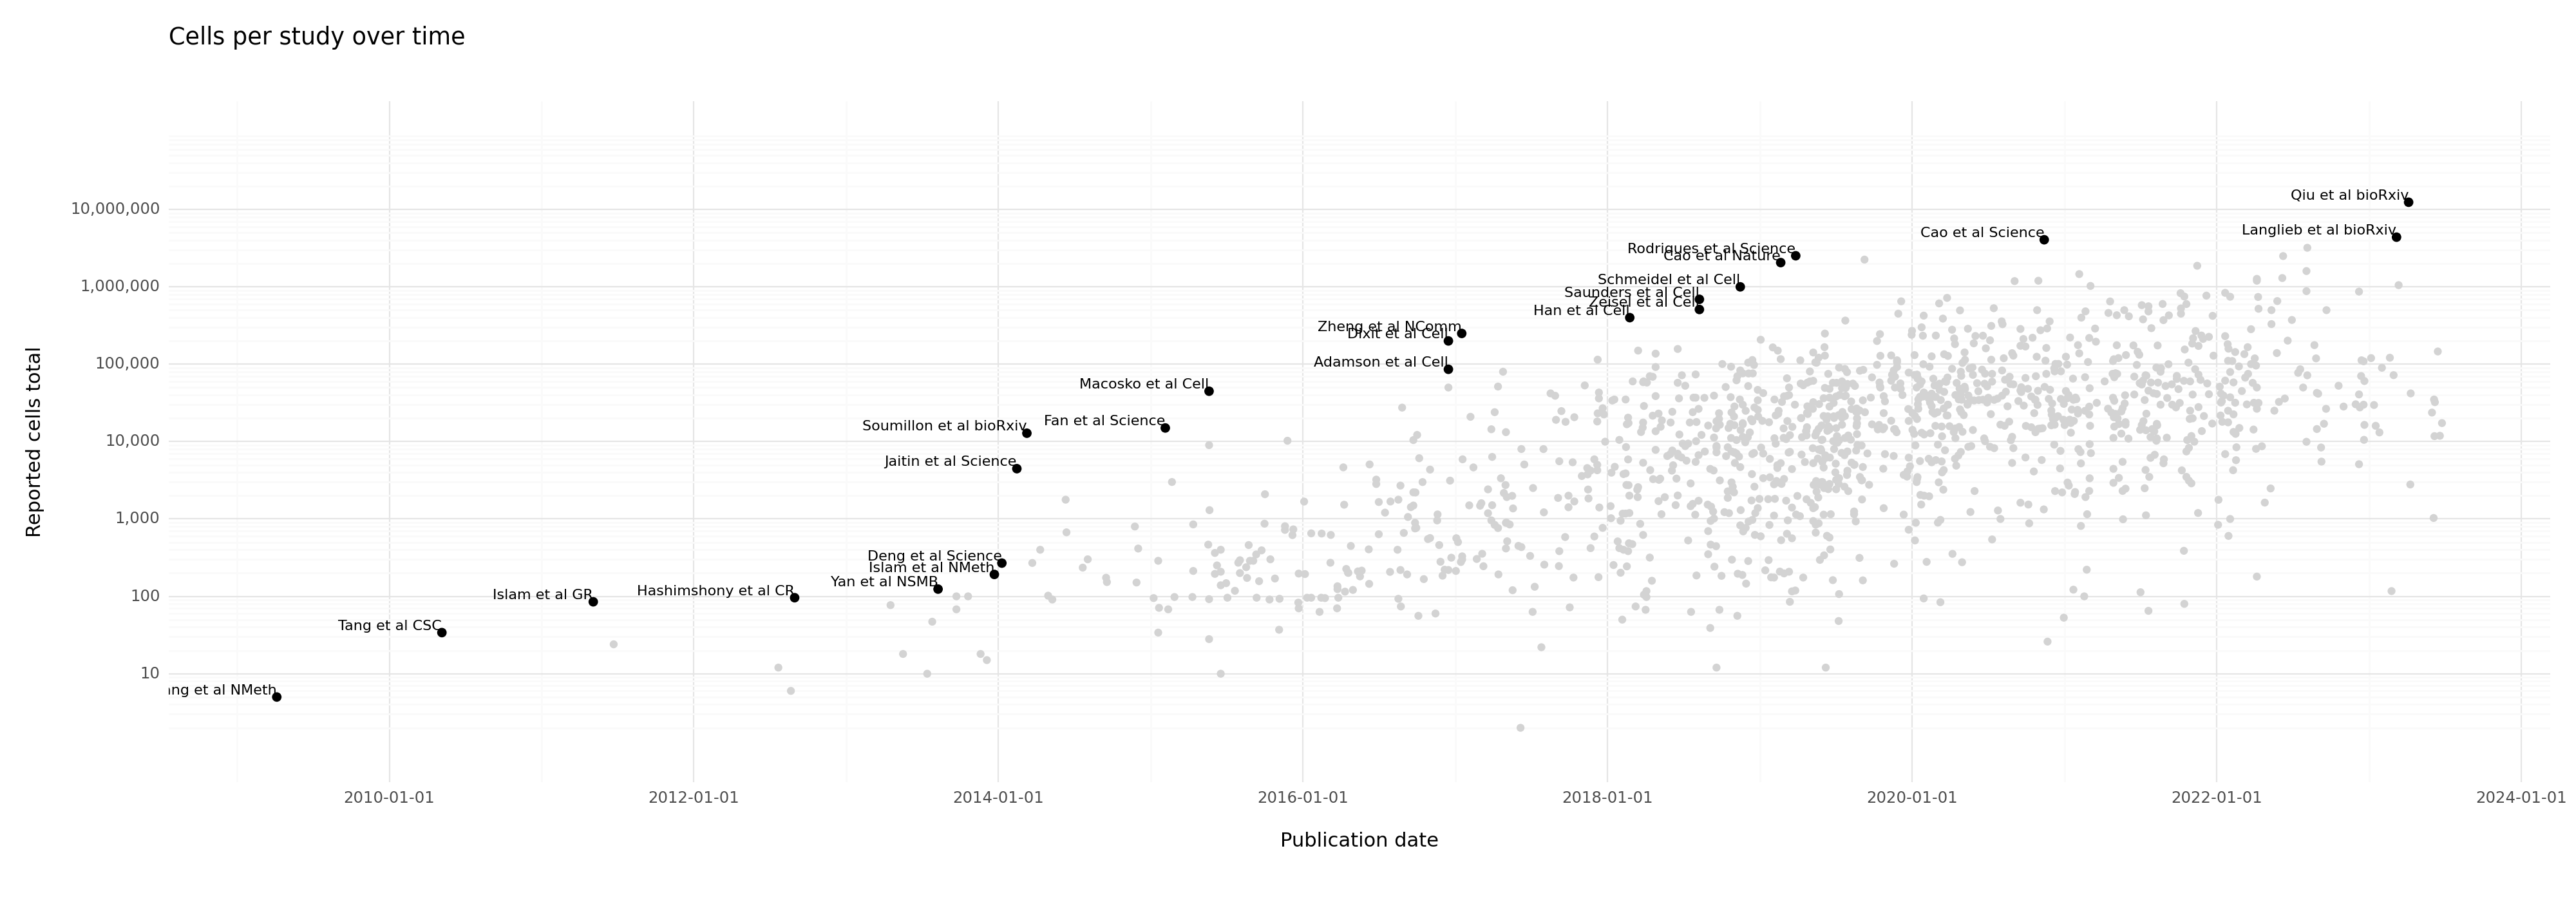 Cells per study over time
Reported cells total
10,000,000
1,000,000
100,000
10,000
1,000
100
10
Qiu et al bioRxiv
Langlieb et al bioRxiv
Cao et al Science
Rodriques et al Science
Cao et al Nature
Schmeidel et al Cell
Saunders et al Cell
Zeisel et al Cell
Han et al Cell
Zheng et al NComm
Dixit et al Cell
Adamson et al Cell
Macosko et al Cell
Fan et al Science
Soumillon et al bioRxiv
Jaitin et al Science
Deng et al Science
Islam et al NMeth
Yan et al NSMB
Hashimshony et al CR
Islam et al GR
Tang et al CSC
ng et al NMeth
2010-01-01
2012-01-01
2014-01-01
2016-01-01
2018-01-01
2020-01-01
2022-01-01
2024-01-01
Publication date